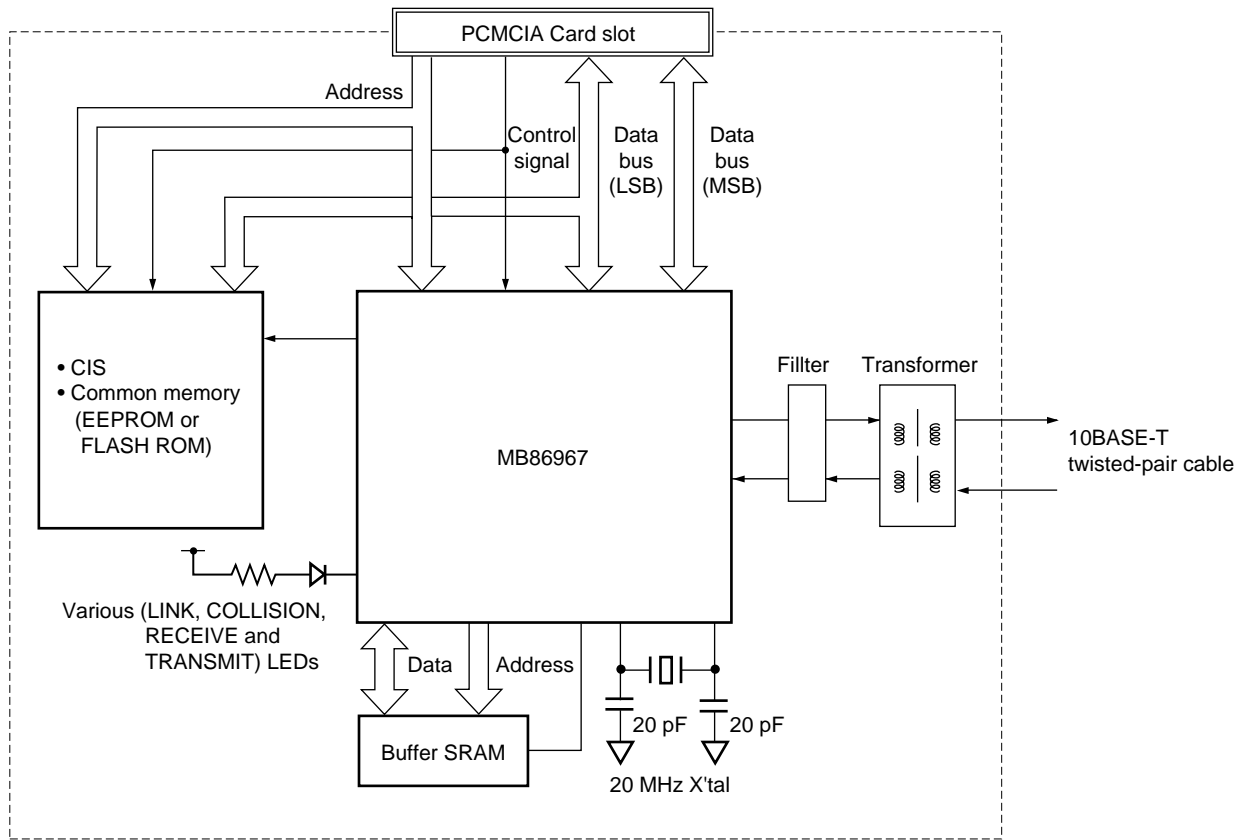 PCMCIA Card slot
Address
Control
signal
Data
bus
(LSB)
Data
bus
(MSB)
• CIS
• Common memory
(EEPROM or
FLASH ROM)
MB86967
Fillter
Transformer
10BASE-T
twisted-pair cable
Various (LINK, COLLISION,
RECEIVE and
TRANSMIT) LEDs
Data
Address
Buffer SRAM
20 pF
20 pF
20 MHz X'tal